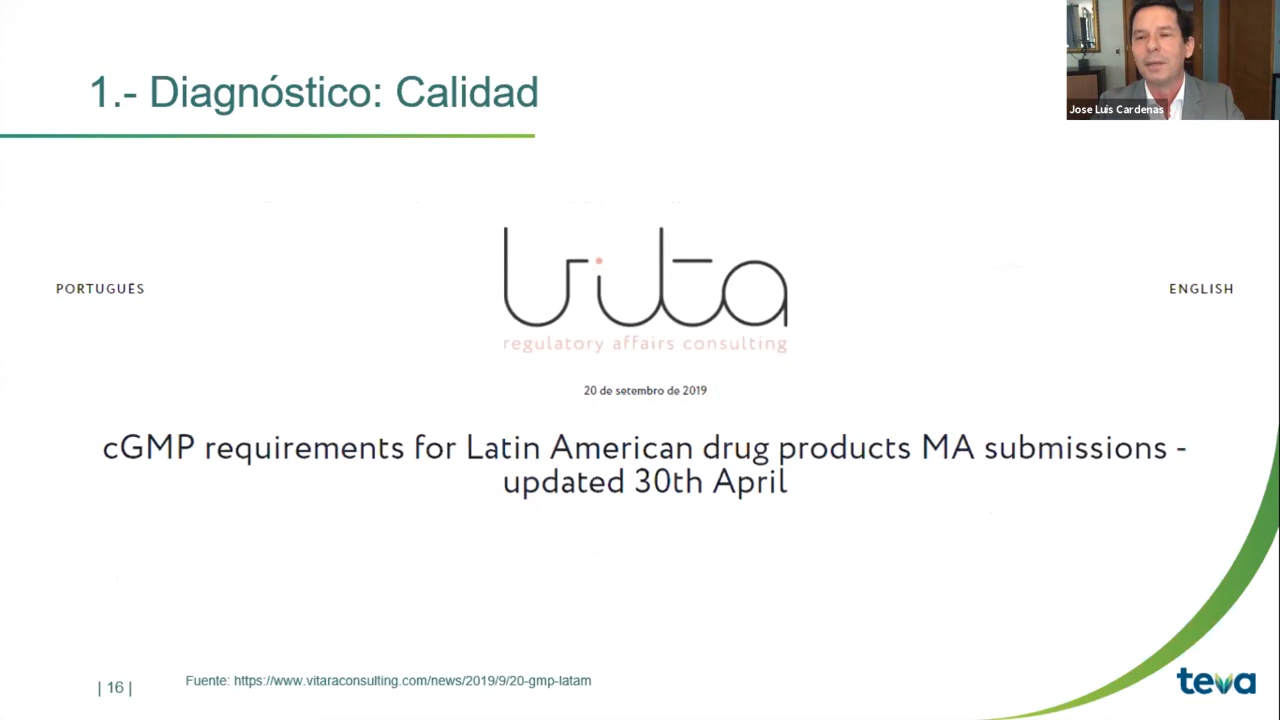 1.- Diagnóstico: Calidad
Jose Luis Cardenas
PORTUGUÊS
vita
ENGLISH
regulatory affairs consulting
20 de setembro de 2019
cGMP requirements for Latin American drug products MA submissions -
updated 30th April
| 16 |
Fuente: https://www.vitaraconsulting.com/news/2019/9/20-gmp-latam
teva